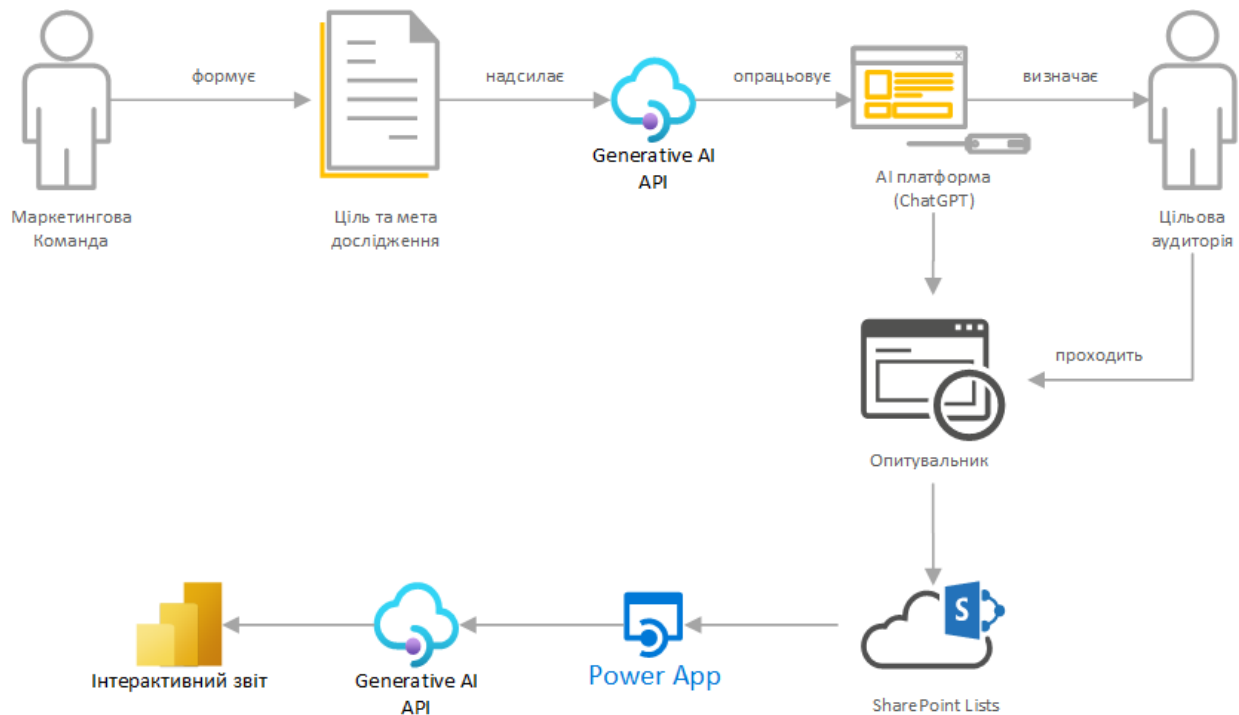 формує
надсилає
опрацьовує
визначає
Generative AI
API
AI платформа
(ChatGPT)
Маркетингова
Команда
Ціль та мета
дослідження
Цільова
аудиторія
проходить
Опитувальник
S
Інтерактивний звіт
Generative AI
API
Power App
SharePoint Lists